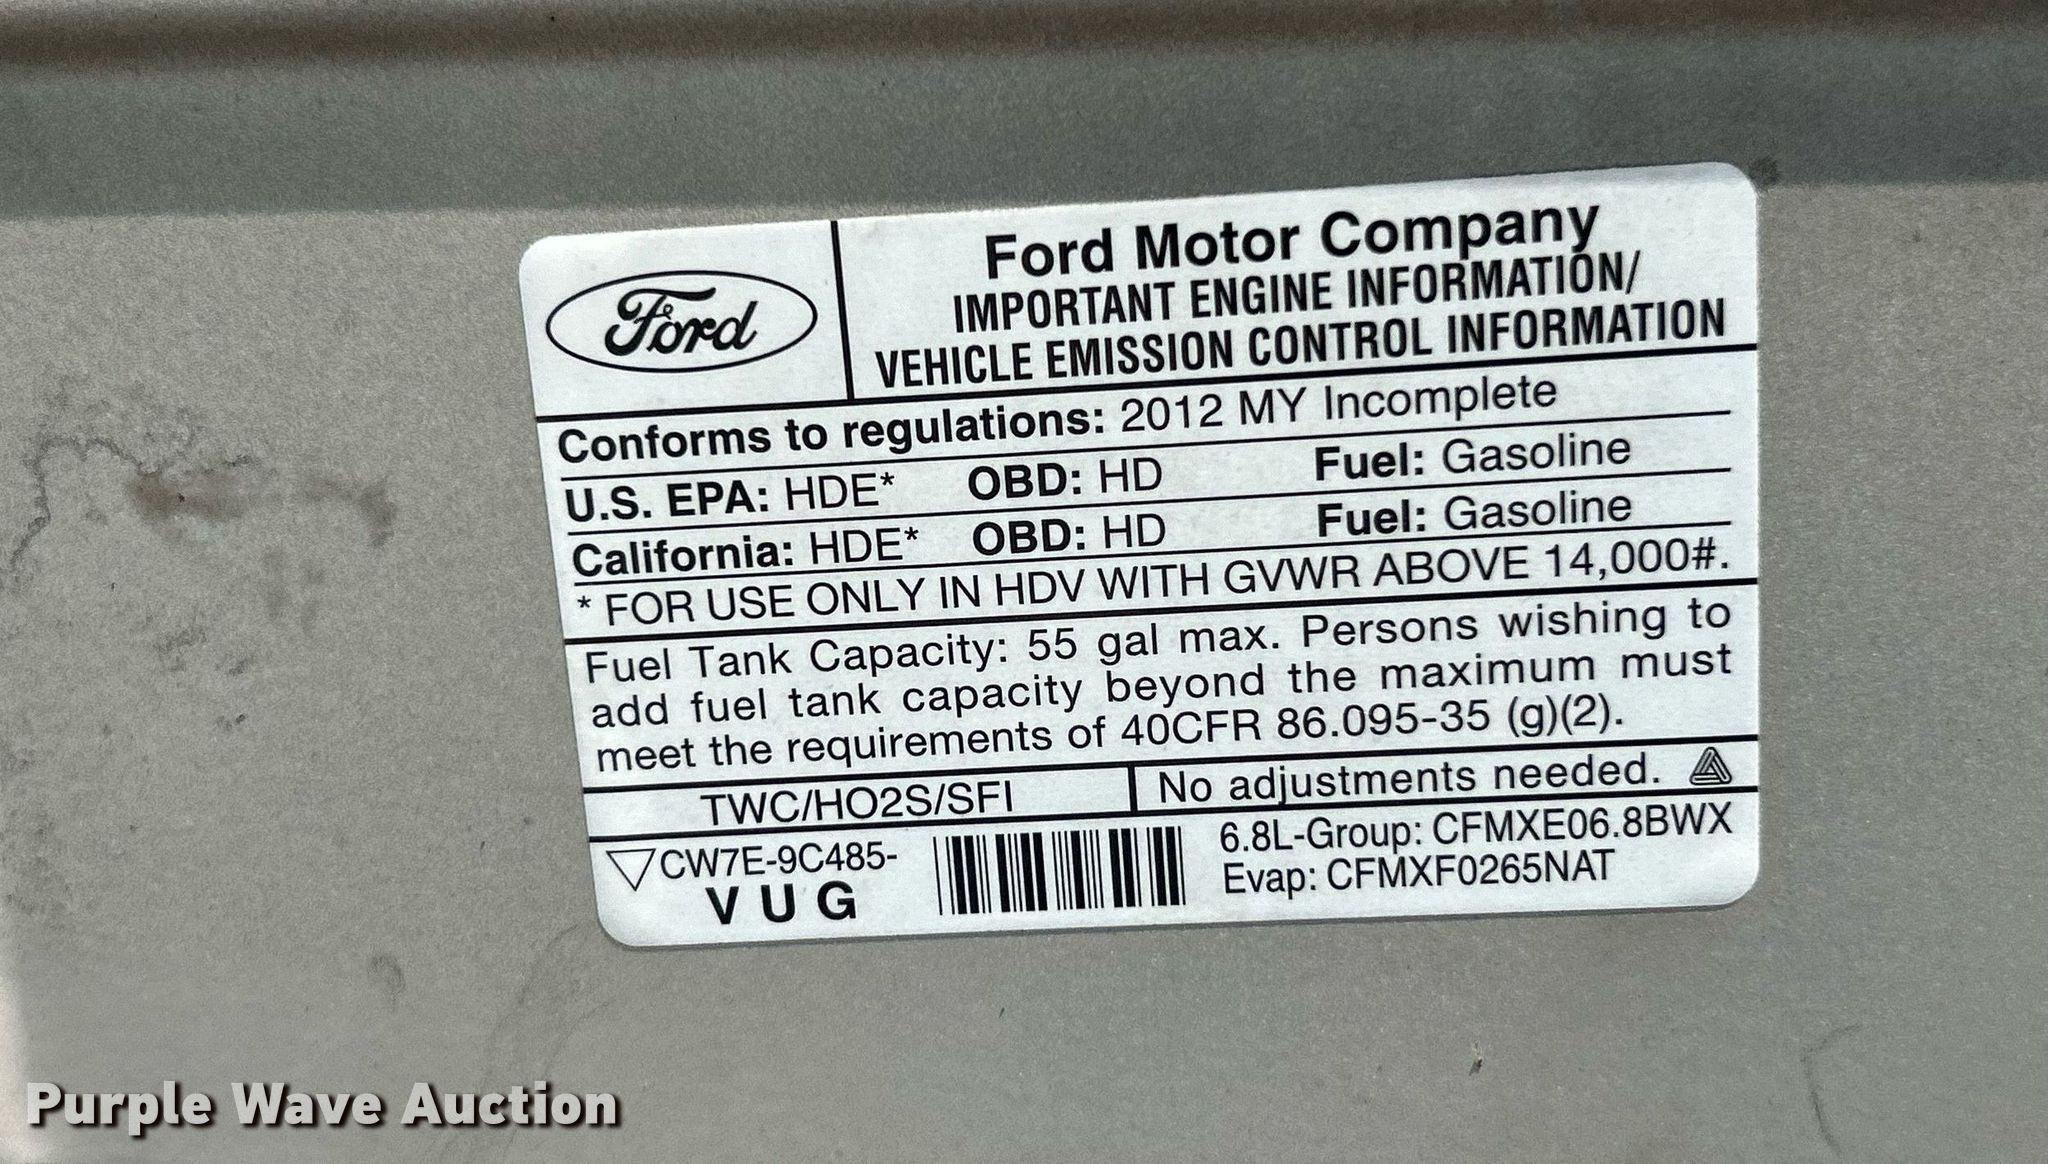 Ford
Ford Motor Company
IMPORTANT ENGINE INFORMATION/
VEHICLE EMISSION CONTROL INFORMATION
Conforms to regulations: 2012 MY Incomplete
U.S. EPA: HDE* OBD: HD Fuel: Gasoline
California: HDE* OBD: HD Fuel: Gasoline
* FOR USE ONLY IN HDV WITH GVWR ABOVE 14,000#.
Fuel Tank Capacity: 55 gal max. Persons wishing to
add fuel tank capacity beyond the maximum must
meet the requirements of 40CFR 86.095-35 (g)(2).
TWC/HO2S/SFI
No adjustments needed.
CW7E-9C485-
VUG
6.8L-Group: CFMXE06.8BWX
Evap: CFMXF0265NAT
Purple Wave Auction